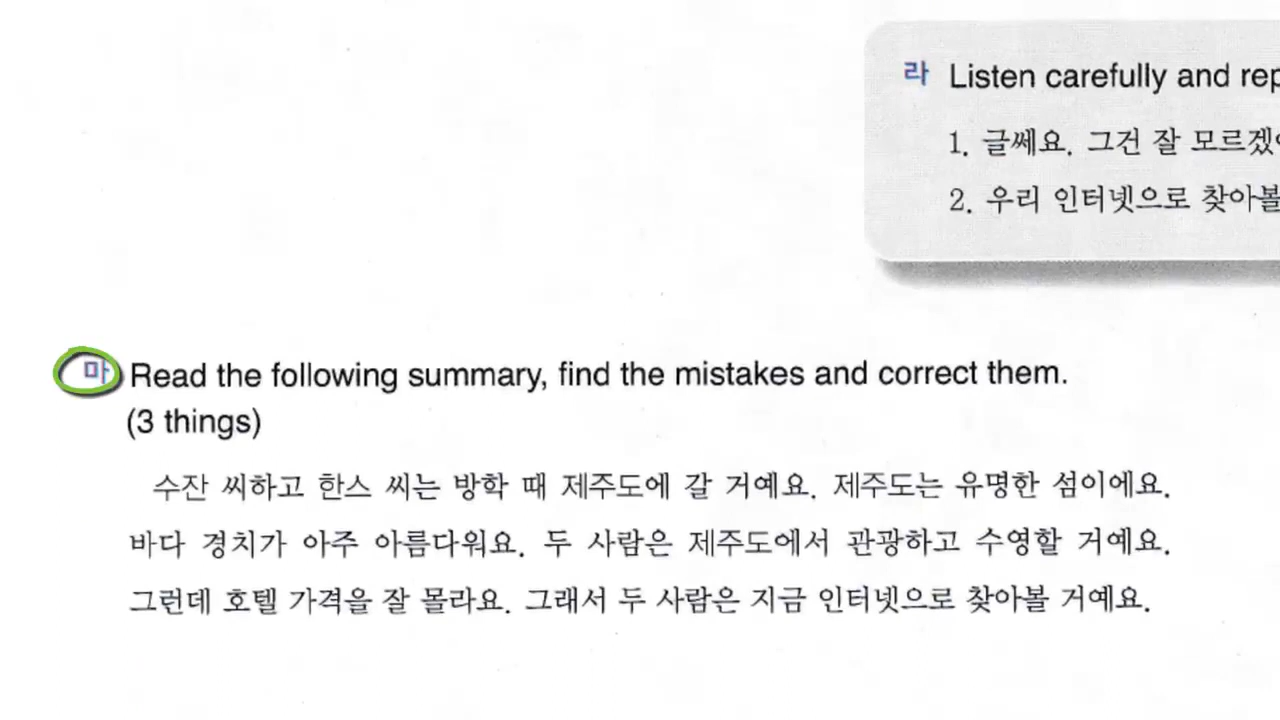 라 Listen carefully and rep
1. 글쎄요. 그건 잘 모르겠
2. 우리 인터넷으로 찾아볼
마 Read the following summary, find the mistakes and correct them.
(3 things)
수잔 씨하고 한스 씨는 방학 때 제주도에 갈 거예요. 제주도는 유명한 섬이에요.
바다 경치가 아주 아름다워요. 두 사람은 제주도에서 관광하고 수영할 거예요.
그런데 호텔 가격을 잘 몰라요. 그래서 두 사람은 지금 인터넷으로 찾아볼 거예요.